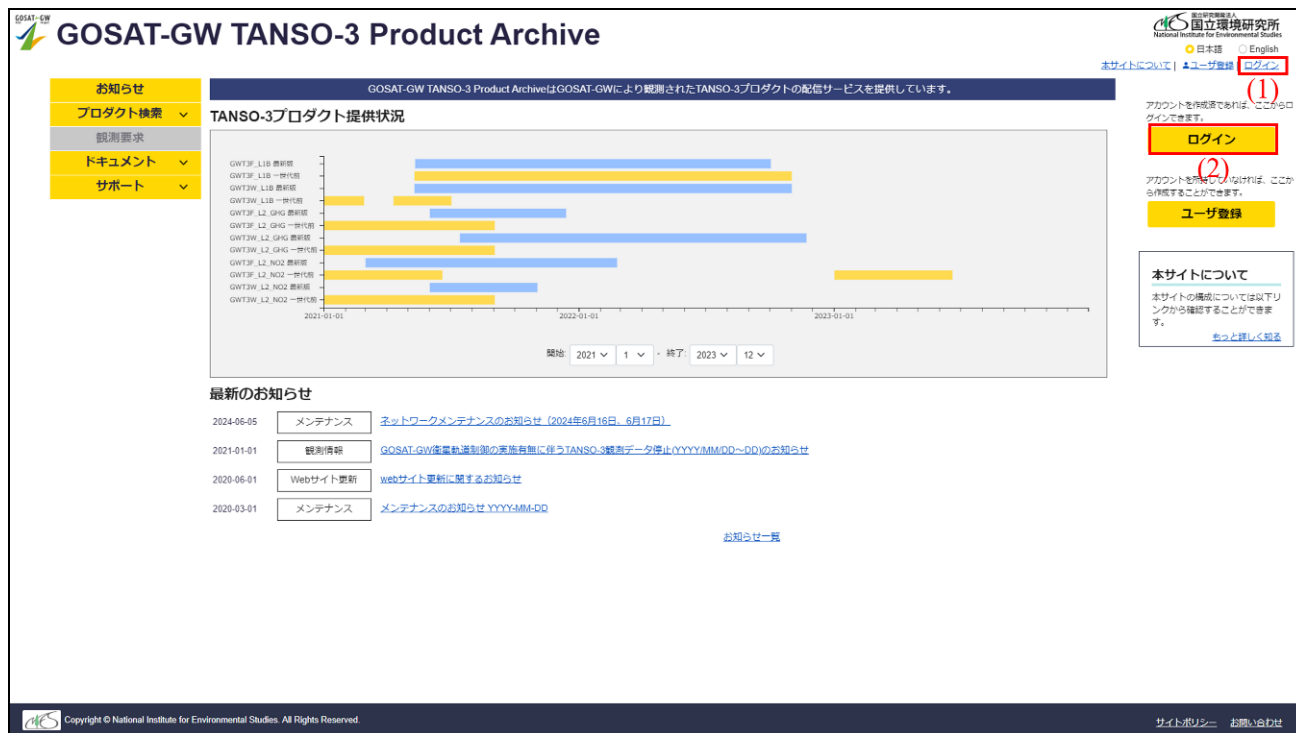 GOSAT-GW
GOSAT-GW TANSO-3 Product Archive
国立研究開発法人
国立環境研究所
National Institute for Environmental Studies
日本語 English
本サイトについて | ユーザ登録 | ログイン
(1)
お知らせ
プロダクト検索
観測要求
ドキュメント
サポート
GOSAT-GW TANSO-3 Product ArchiveはGOSAT-GWにより観測されたTANSO-3プロダクトの配信サービスを提供しています。
TANSO-3プロダクト提供状況
GWT3F_L1B 最新版
GWT3F_L1B 一世代前
GWT3W_L1B 最新版
GWT3W_L1B 一世代前
GWT3F_L2_GHG 最新版
GWT3F_L2_GHG 一世代前
GWT3W_L2_GHG 最新版
GWT3W_L2_GHG 一世代前
GWT3F_L2_NO2 最新版
GWT3F_L2_NO2 一世代前
GWT3W_L2_NO2 最新版
GWT3W_L2_NO2 一世代前
2021-01-01 2022-01-01 2023-01-01
開始: 2021 1 - 終了: 2023 12
アカウントを作成済であれば、ここからロ
グインできます。
ログイン
(2)
アカウントを所持していなければ、ここか
ら作成することができます。
ユーザ登録
本サイトについて
本サイトの構成については以下リ
ンクから確認することができま
す。
もっと詳しく知る
最新のお知らせ
2024-06-05 メンテナンス ネットワークメンテナンスのお知らせ（2024年6月16日、6月17日）
2021-01-01 観測情報 GOSAT-GW衛星軌道制御の実施有無に伴うTANSO-3観測データ停止(YYYY/MM/DD～DD)のお知らせ
2020-06-01 Webサイト更新 webサイト更新に関するお知らせ
2020-03-01 メンテナンス メンテナンスのお知らせ YYYY-MM-DD
お知らせ一覧
NIES Copyright © National Institute for Environmental Studies. All Rights Reserved.
サイトポリシー お問い合わせ